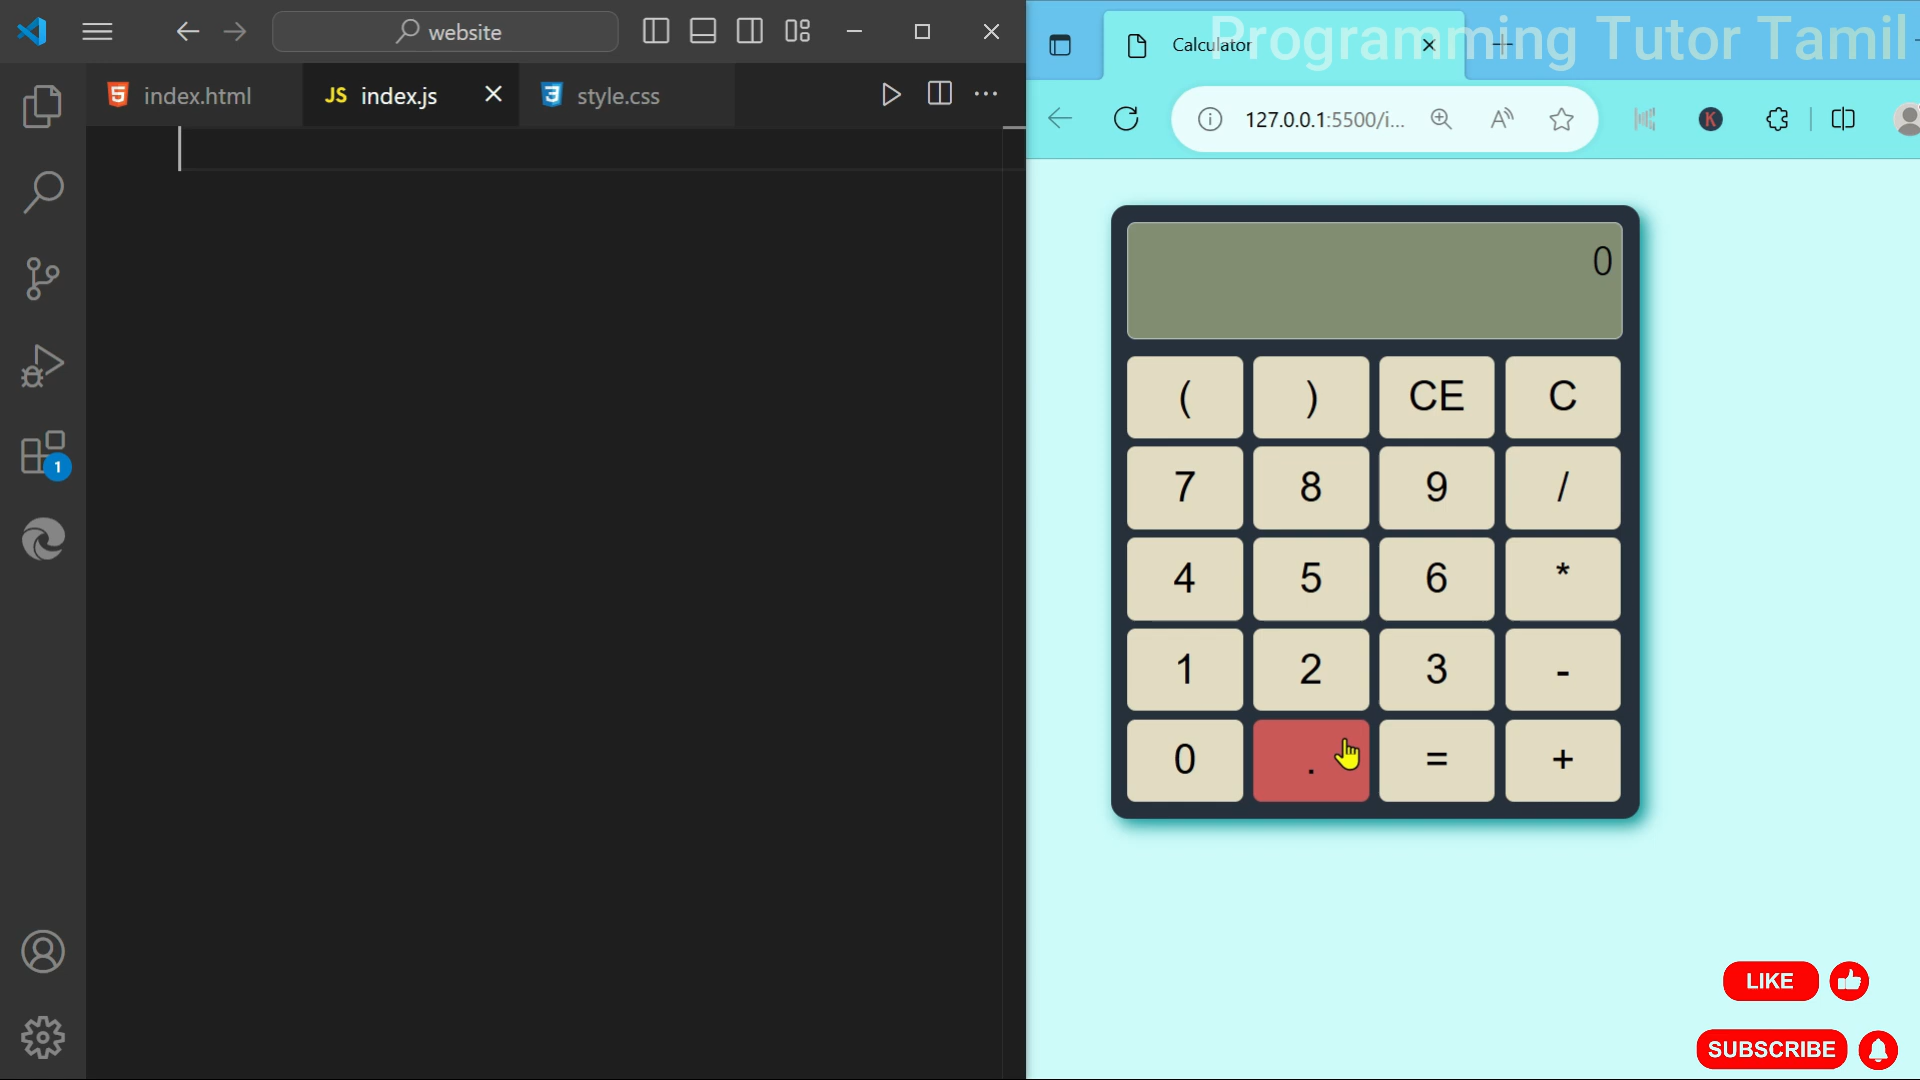 website
index.html
JS index.js
style.css
1
Programming Tutor Tamil
Calculator
127.0.0.1:5500/i...
A
K
0
( ) CE C
7 8 9 /
4 5 6 *
1 2 3 -
0 . = +
LIKE
SUBSCRIBE